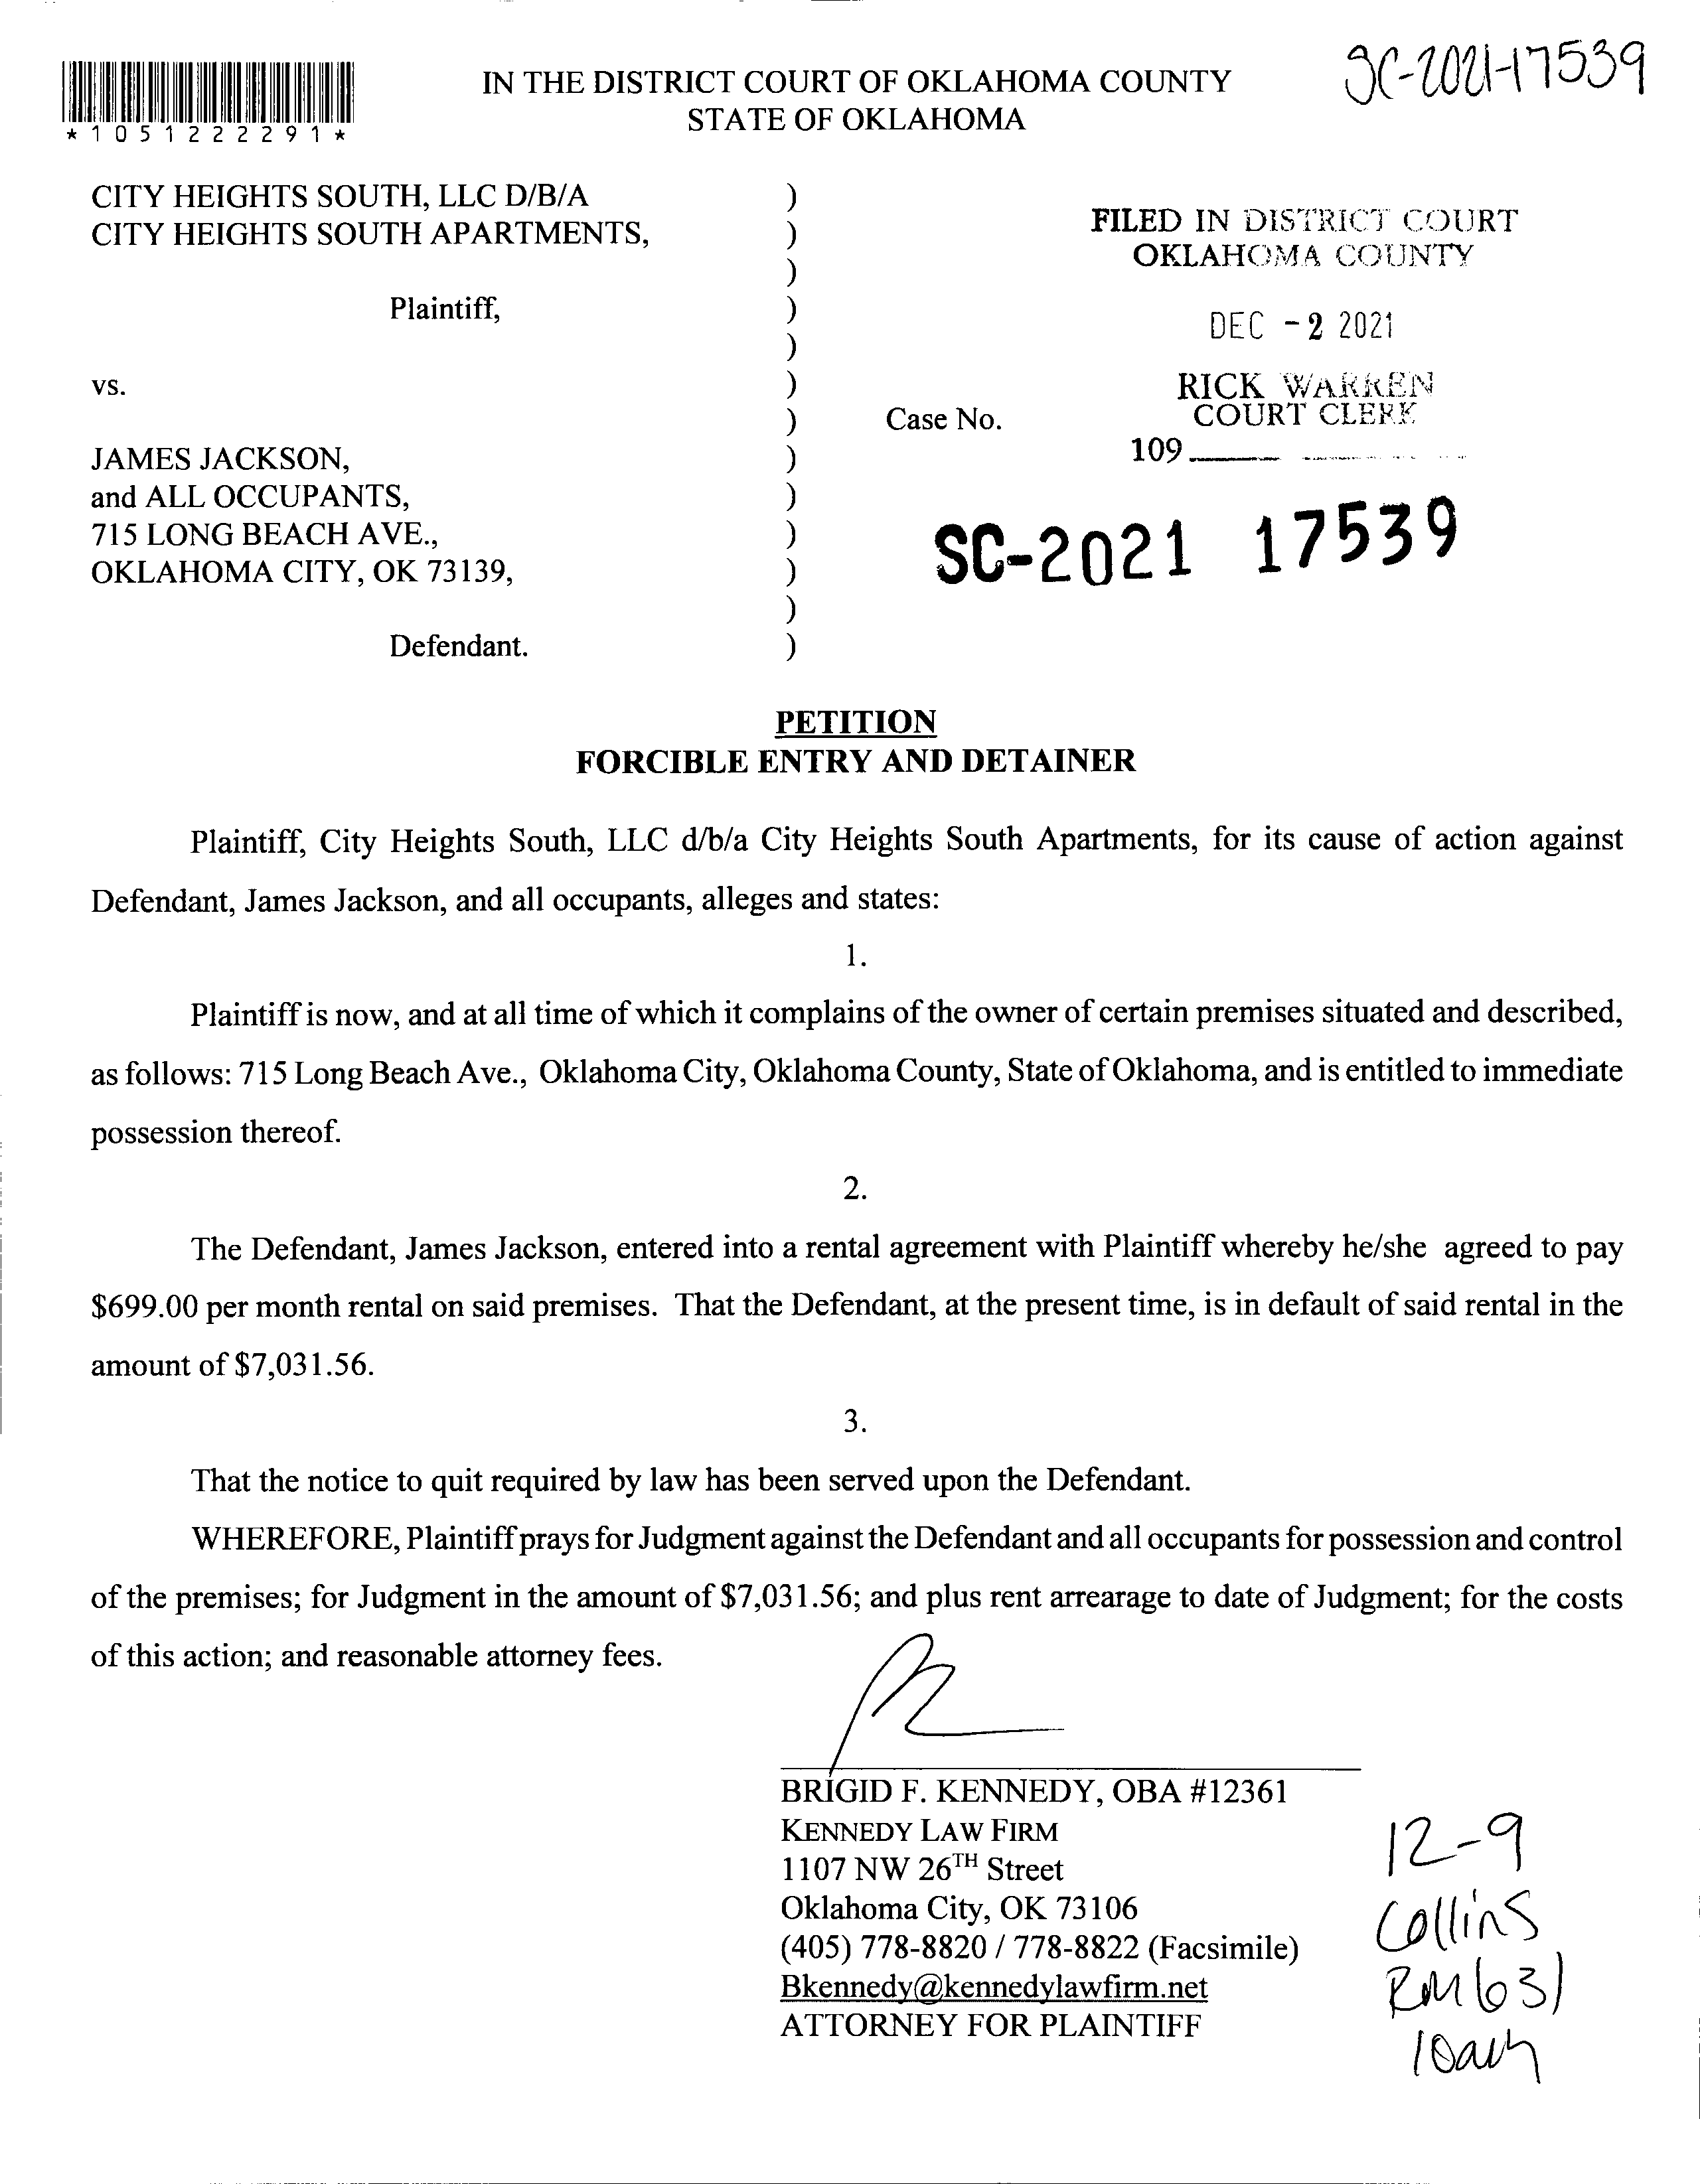 SC-2021-17539
IN THE DISTRICT COURT OF OKLAHOMA COUNTY
STATE OF OKLAHOMA
*1051222291*
CITY HEIGHTS SOUTH, LLC D/B/A )
CITY HEIGHTS SOUTH APARTMENTS, )
)
Plaintiff, )
)
vs. )
) Case No.
JAMES JACKSON, )
and ALL OCCUPANTS, )
715 LONG BEACH AVE., )
OKLAHOMA CITY, OK 73139, )
)
Defendant. )
FILED IN DISTRICT COURT
OKLAHOMA COUNTY
DEC -2 2021
RICK WARREN
COURT CLERK
109
SC-2021 17539
PETITION
FORCIBLE ENTRY AND DETAINER
Plaintiff, City Heights South, LLC d/b/a City Heights South Apartments, for its cause of action against
Defendant, James Jackson, and all occupants, alleges and states:
1.
Plaintiff is now, and at all time of which it complains of the owner of certain premises situated and described,
as follows: 715 Long Beach Ave., Oklahoma City, Oklahoma County, State of Oklahoma, and is entitled to immediate
possession thereof.
2.
The Defendant, James Jackson, entered into a rental agreement with Plaintiff whereby he/she agreed to pay
$699.00 per month rental on said premises. That the Defendant, at the present time, is in default of said rental in the
amount of $7,031.56.
3.
That the notice to quit required by law has been served upon the Defendant.
WHEREFORE, Plaintiff prays for Judgment against the Defendant and all occupants for possession and control
of the premises; for Judgment in the amount of $7,031.56; and plus rent arrearage to date of Judgment; for the costs
of this action; and reasonable attorney fees.
BRIGID F. KENNEDY, OBA #12361
KENNEDY LAW FIRM
1107 NW 26TH Street
Oklahoma City, OK 73106
(405) 778-8820 / 778-8822 (Facsimile)
Bkennedy@kennedylawfirm.net
ATTORNEY FOR PLAINTIFF
12-9
Collins
RM 631
10am